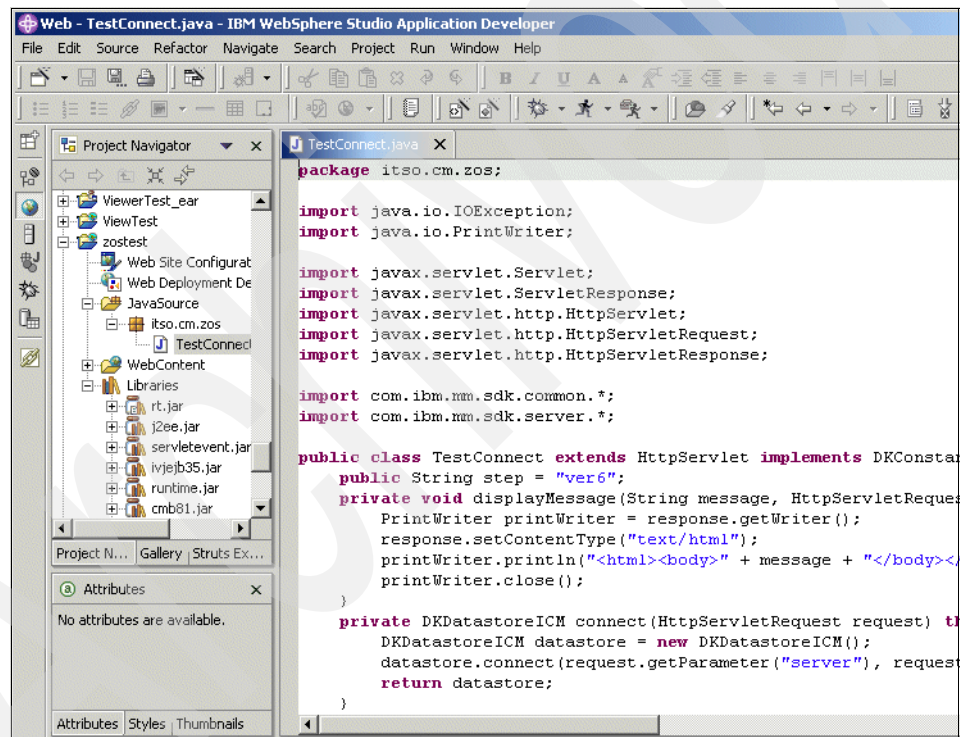 Web - TestConnect.java - IBM WebSphere Studio Application Developer
File Edit Source Refactor Navigate Search Project Run Window Help
Project Navigator
ViewerTest_ear
ViewTest
zostest
Web Site Configurat
Web Deployment De
JavaSource
itso.cm.zos
TestConnect
WebContent
Libraries
rt.jar
j2ee.jar
servletevent.jar
ivjejb35.jar
runtime.jar
cmb81.jar
Project N... Gallery Struts Ex...
Attributes
No attributes are available.
Attributes Styles Thumbnails
TestConnect.java
package itso.cm.zos;
import java.io.IOException;
import java.io.PrintWriter;
import javax.servlet.Servlet;
import javax.servlet.ServletResponse;
import javax.servlet.http.HttpServlet;
import javax.servlet.http.HttpServletRequest;
import javax.servlet.http.HttpServletResponse;
import com.ibm.mm.sdk.common.*;
import com.ibm.mm.sdk.server.*;
public class TestConnect extends HttpServlet implements DKConstan
public String step = "ver6";
private void displayMessage(String message, HttpServletReques
PrintWriter printWriter = response.getWriter();
response.setContentType("text/html");
printWriter.println("<html><body>" + message + "</body></
printWriter.close();
}
private DKDatastoreICM connect(HttpServletRequest request) th
DKDatastoreICM datastore = new DKDatastoreICM();
datastore.connect(request.getParameter("server"), request
return datastore;
}